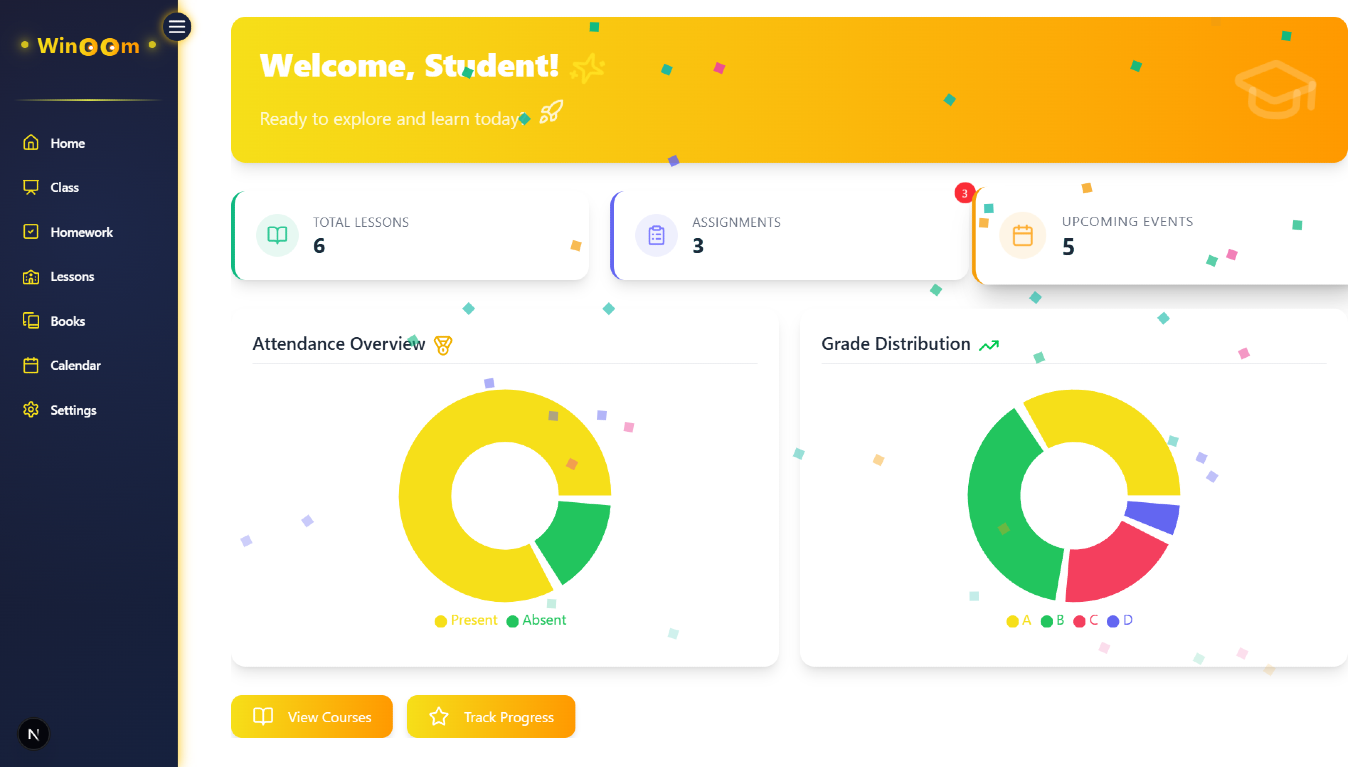 WinOOm
Home
Class
Homework
Lessons
Books
Calendar
Settings
N
Welcome, Student!
Ready to explore and learn today
TOTAL LESSONS
6
ASSIGNMENTS
3
3
UPCOMING EVENTS
5
Attendance Overview
Present Absent
Grade Distribution
A B C D
View Courses
Track Progress